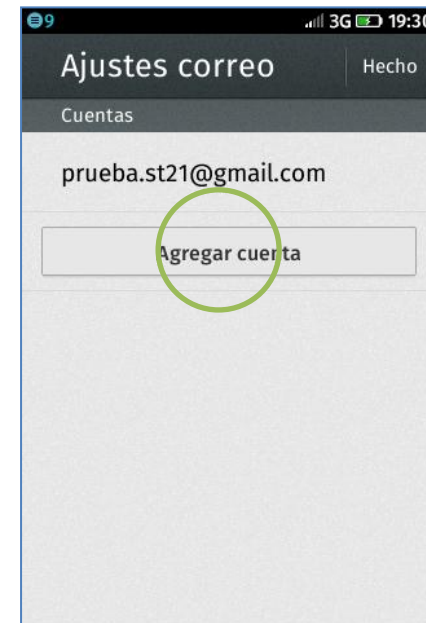 9 3G 19:30
Ajustes correo Hecho
Cuentas
prueba.st21@gmail.com
Agregar cuenta